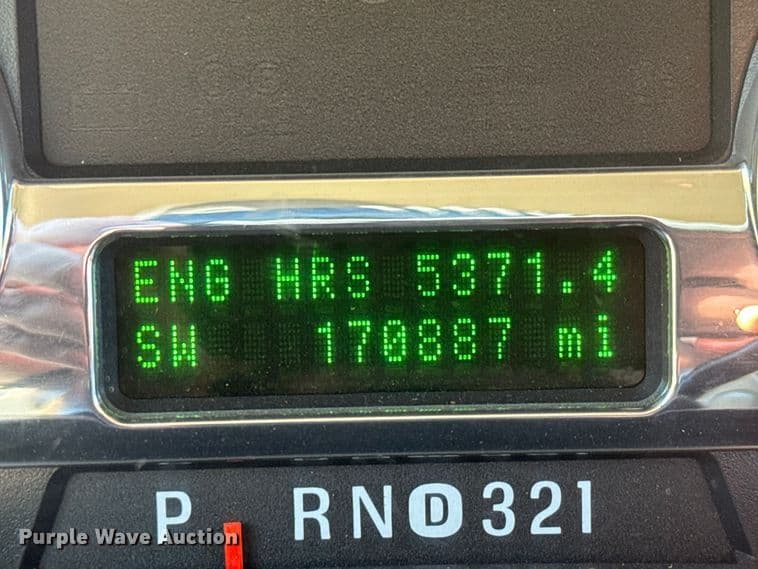 ENG HRS 5371.4
SW 170887 mi
P RND321
Purple Wave Auction